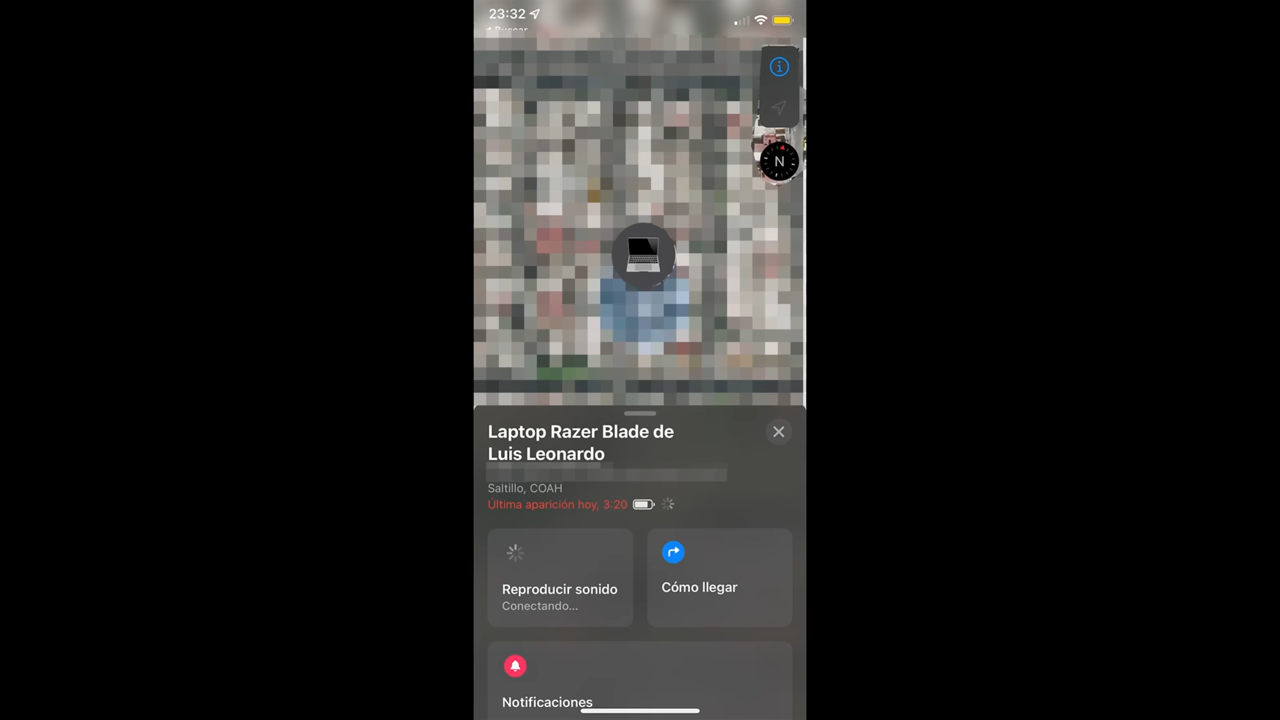 23:32
N
Laptop Razer Blade de
Luis Leonardo
Saltillo, COAH
Última aparición hoy, 3:20
Reproducir sonido
Conectando...
Cómo llegar
Notificaciones